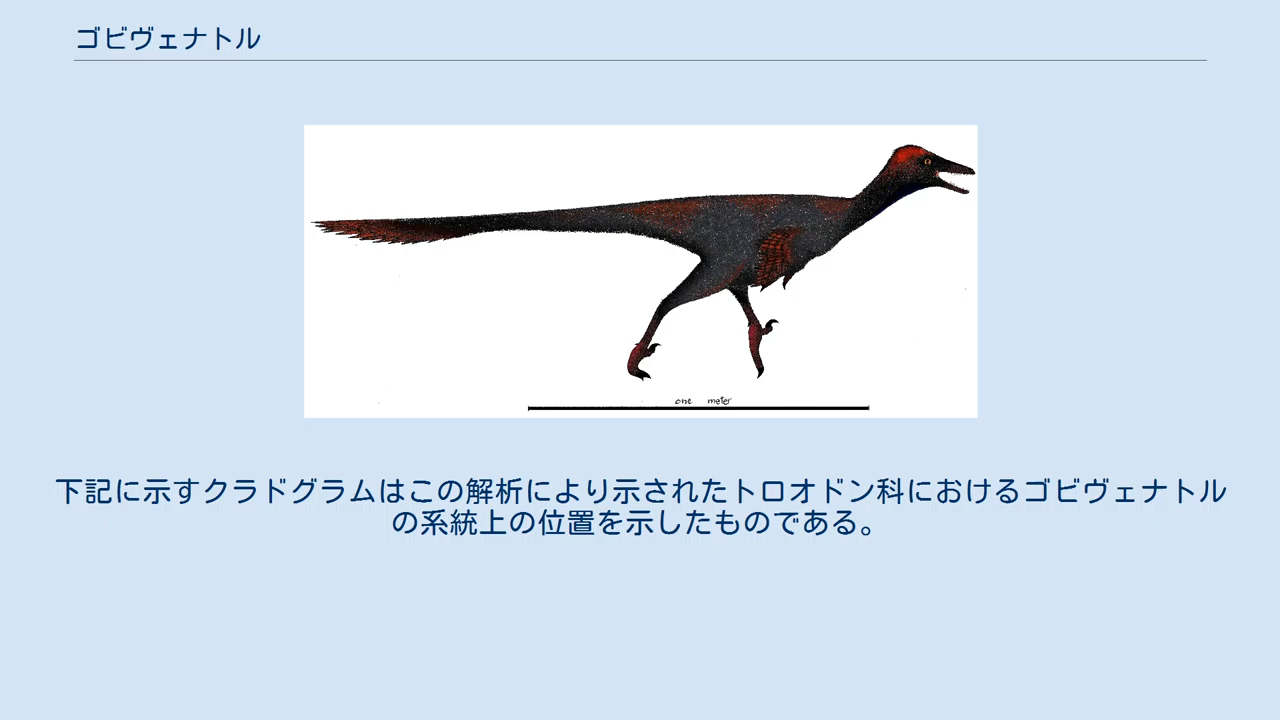 ゴビヴェナトル
one meter
下記に示すクラドグラムはこの解析により示されたトロオドン科におけるゴビヴェナトル
の系統上の位置を示したものである。